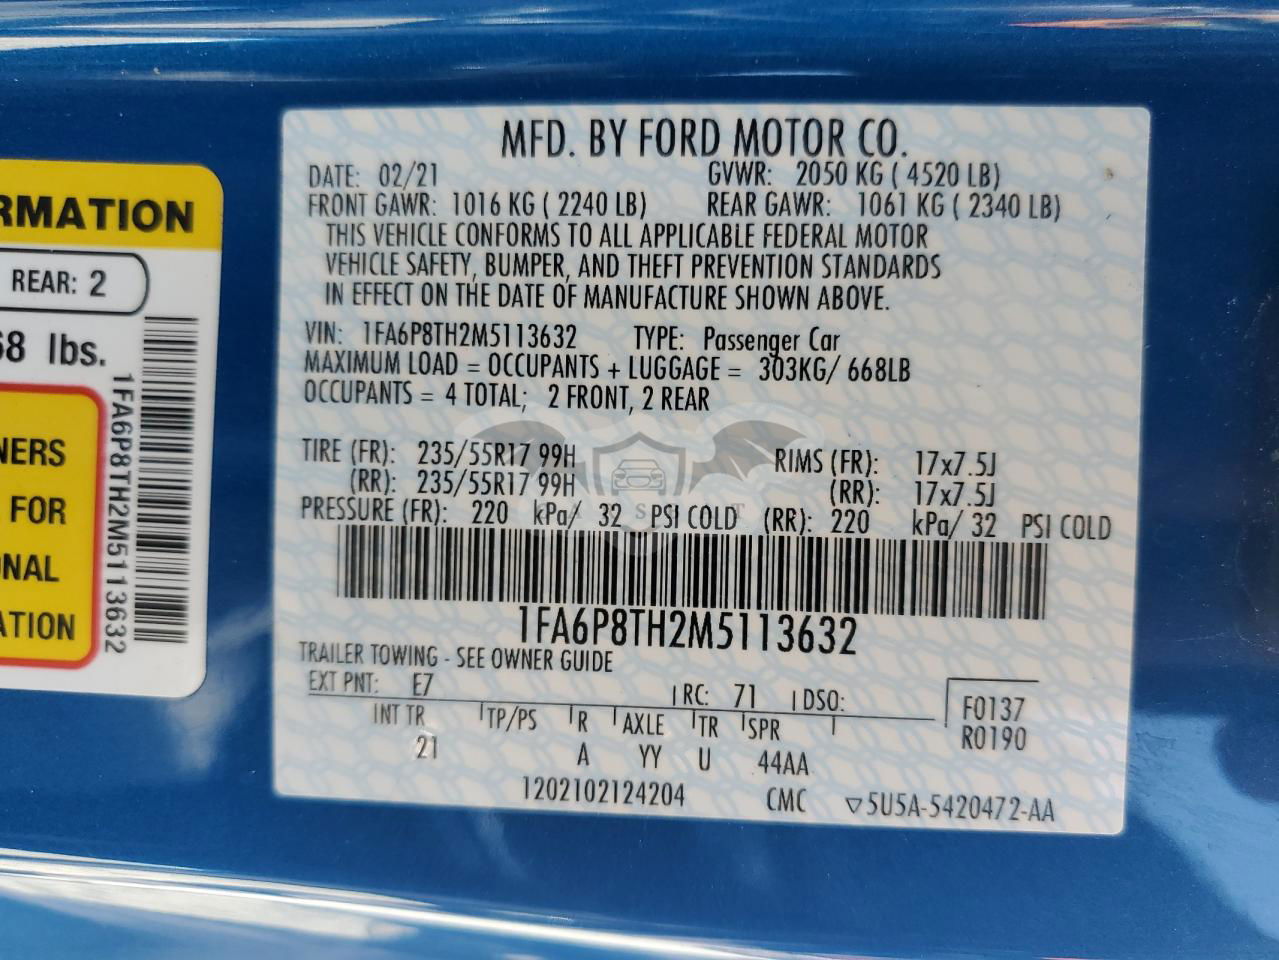 RMATION
REAR: 2
68 lbs.
1FA6P8TH2M5113632
NERS
FOR
ONAL
ATION
MFD. BY FORD MOTOR CO.
DATE: 02/21 GVWR: 2050 KG ( 4520 LB)
FRONT GAWR: 1016 KG ( 2240 LB) REAR GAWR: 1061 KG ( 2340 LB)
THIS VEHICLE CONFORMS TO ALL APPLICABLE FEDERAL MOTOR
VEHICLE SAFETY, BUMPER, AND THEFT PREVENTION STANDARDS
IN EFFECT ON THE DATE OF MANUFACTURE SHOWN ABOVE.
VIN: 1FA6P8TH2M5113632 TYPE: Passenger Car
MAXIMUM LOAD = OCCUPANTS + LUGGAGE = 303KG/ 668LB
OCCUPANTS = 4 TOTAL; 2 FRONT, 2 REAR
TIRE (FR): 235/55R17 99H RIMS (FR): 17x7.5J
(RR): 235/55R17 99H (RR): 17x7.5J
PRESSURE (FR): 220 kPa/ 32 PSI COLD (RR): 220 kPa/ 32 PSI COLD
1FA6P8TH2M5113632
TRAILER TOWING - SEE OWNER GUIDE
EXT PNT: E7 RC: 71 DSO: F0137
INT TR TP/PS R AXLE TR SPR R0190
21 A YY U 44AA
1202102124204 CMC ▽5U5A-5420472-AA